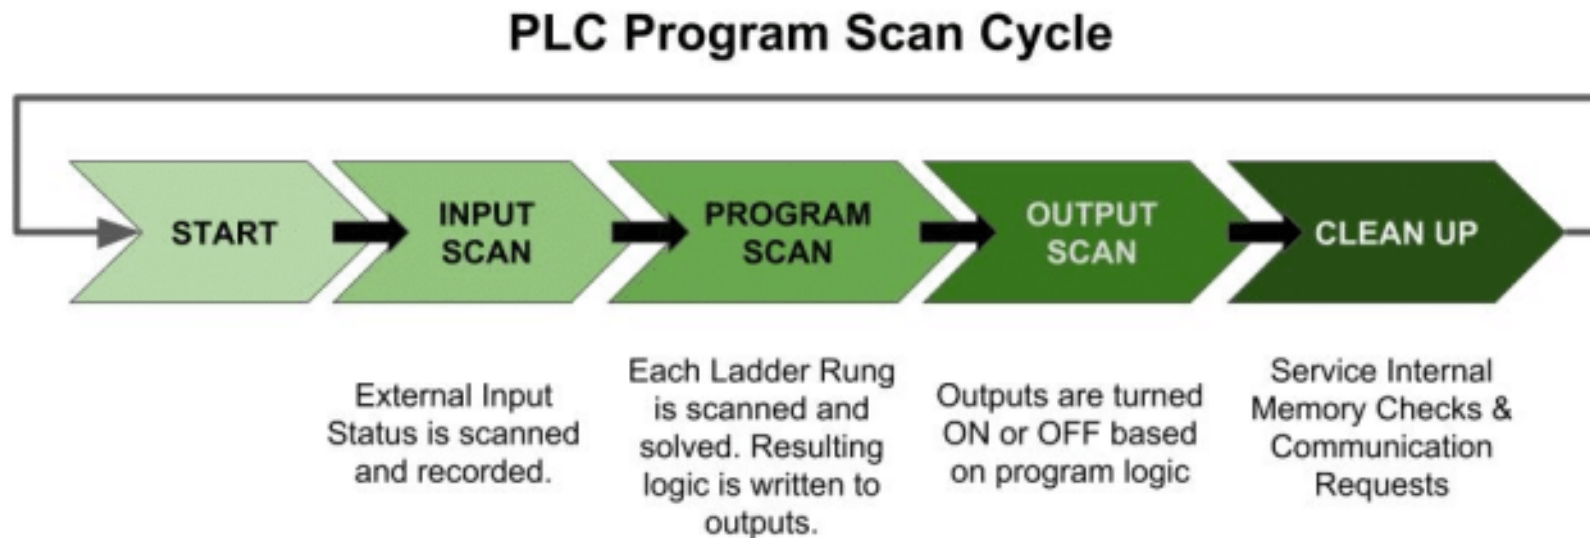 PLC Program Scan Cycle
START
INPUT
SCAN
PROGRAM
SCAN
OUTPUT
SCAN
CLEAN UP
External Input
Status is scanned
and recorded.
Each Ladder Rung
is scanned and
solved. Resulting
logic is written to
outputs.
Outputs are turned
ON or OFF based
on program logic
Service Internal
Memory Checks &
Communication
Requests